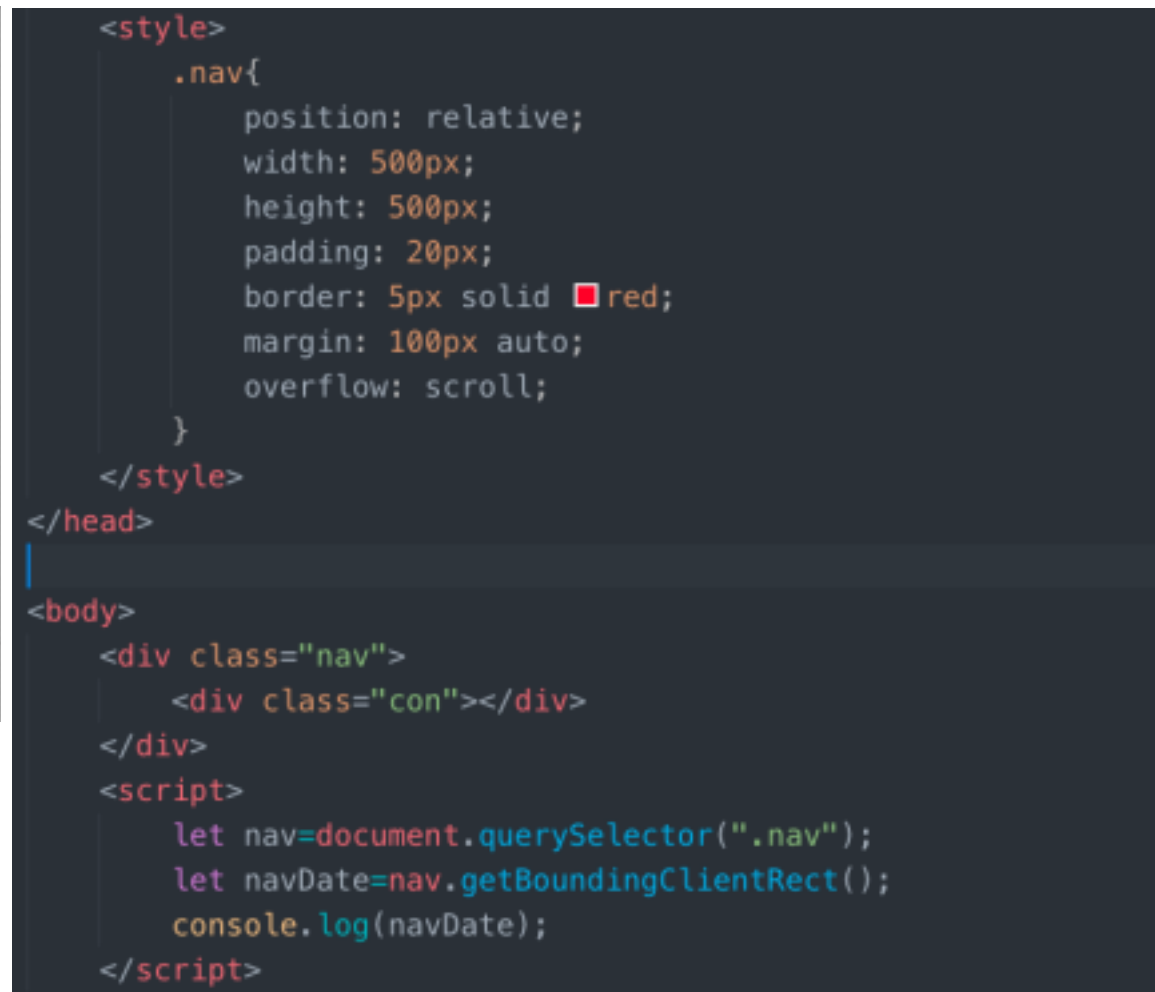 <style>
.nav{
position: relative;
width: 500px;
height: 500px;
padding: 20px;
border: 5px solid red;
margin: 100px auto;
overflow: scroll;
}
</style>
</head>
<body>
<div class="nav">
<div class="con"></div>
</div>
<script>
let nav=document.querySelector(".nav");
let navDate=nav.getBoundingClientRect();
console.log(navDate);
</script>